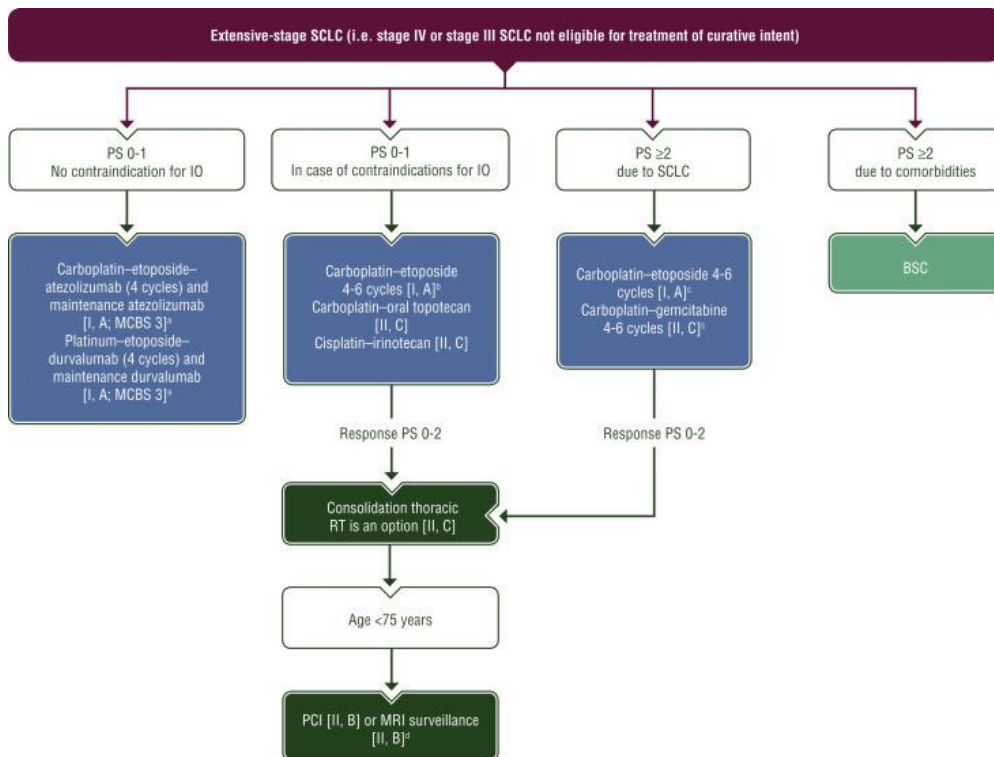 Extensive-stage SCLC (i.e. stage IV or stage III SCLC not eligible for treatment of curative intent)
PS 0-1
No contraindication for IO
PS 0-1
In case of contraindications for IO
PS ≥2
due to SCLC
PS ≥2
due to comorbidities
Carboplatin–etoposide–
atezolizumab (4 cycles) and
maintenance atezolizumab
[I, A; MCBS 3]ᵃ
Platinum–etoposide–
durvalumab (4 cycles) and
maintenance durvalumab
[I, A; MCBS 3]ᵃ
Carboplatin–etoposide
4-6 cycles [I, A]ᵇ
Carboplatin–oral topotecan
[II, C]
Cisplatin–irinotecan [II, C]
Carboplatin–etoposide 4-6
cycles [I, A]ᶜ
Carboplatin–gemcitabine
4-6 cycles [II, C]ᶜ
BSC
Response PS 0-2
Response PS 0-2
Consolidation thoracic
RT is an option [II, C]
Age <75 years
PCI [II, B] or MRI surveillance
[II, B]ᵈ